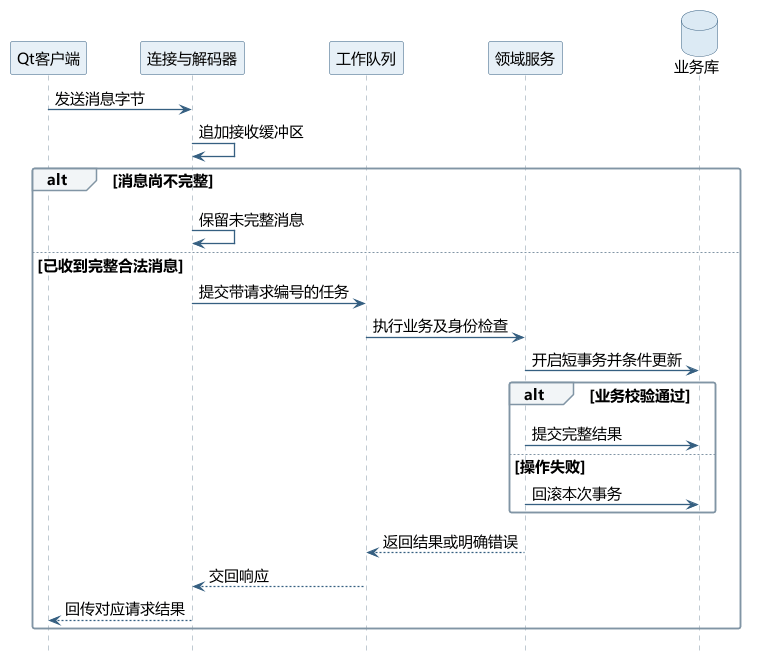 Qt客户端
连接与解码器
工作队列
领域服务
业务库
发送消息字节
追加接收缓冲区
alt
[消息尚不完整]
保留未完整消息
[已收到完整合法消息]
提交带请求编号的任务
执行业务及身份检查
开启短事务并条件更新
alt
[业务校验通过]
提交完整结果
[操作失败]
回滚本次事务
返回结果或明确错误
交回响应
回传对应请求结果